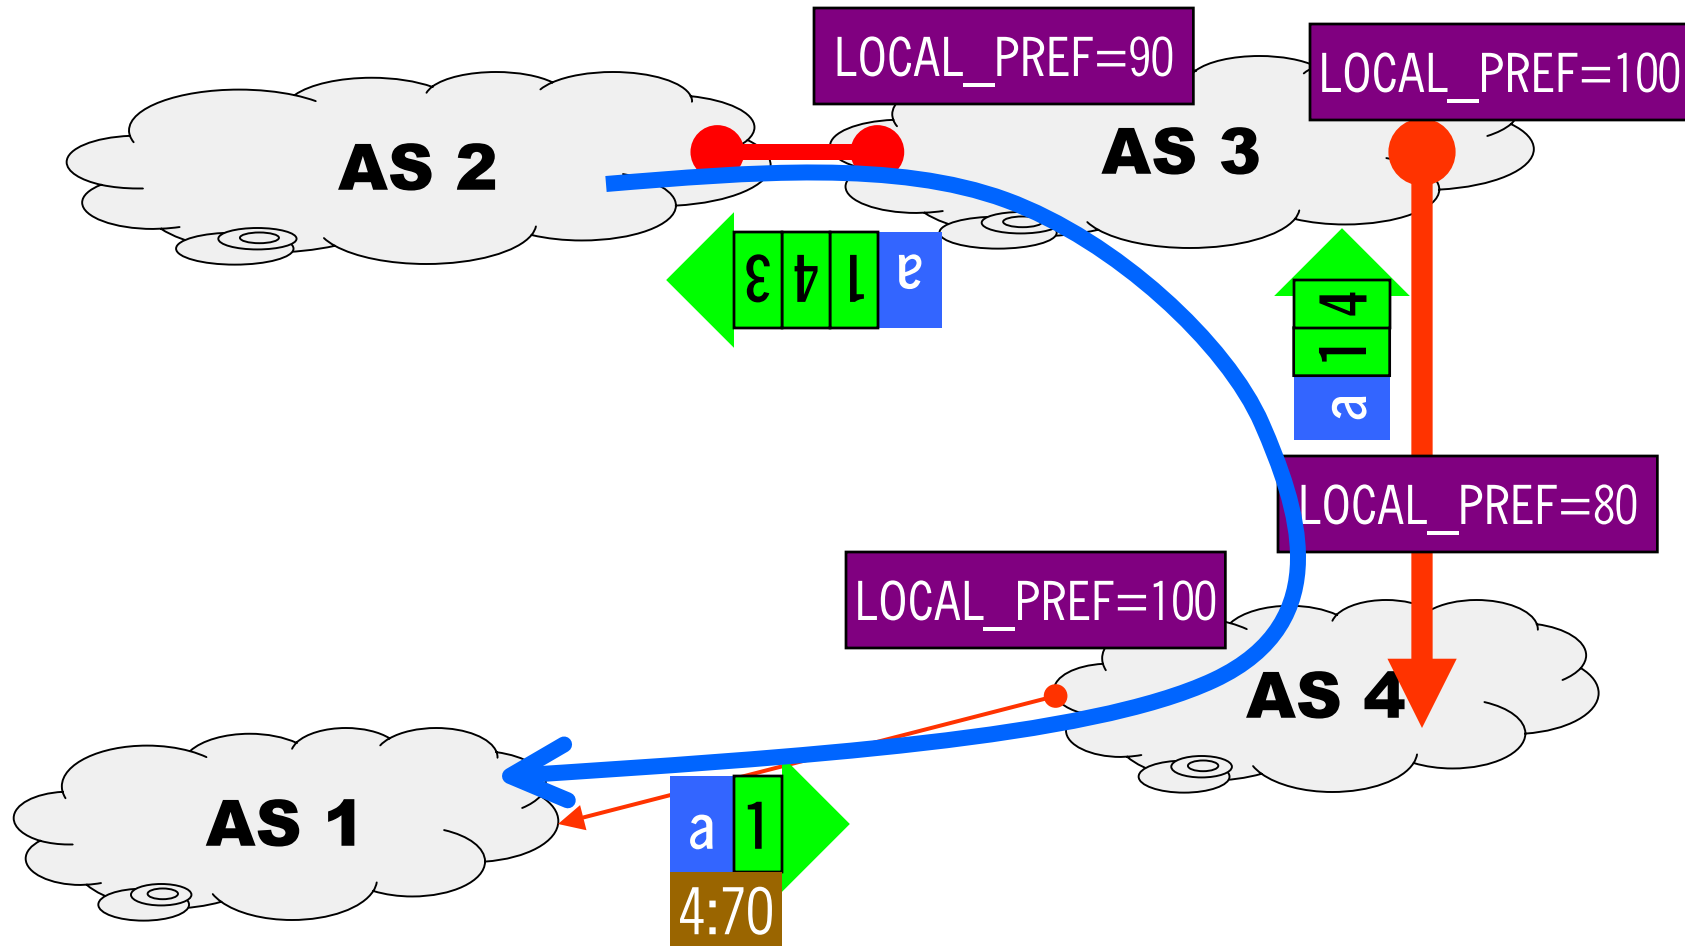 LOCAL_PREF=90
LOCAL_PREF=100
AS 2
AS 3
3 4 1 a
4
1
a
LOCAL_PREF=80
LOCAL_PREF=100
AS 4
AS 1
a 1
4:70